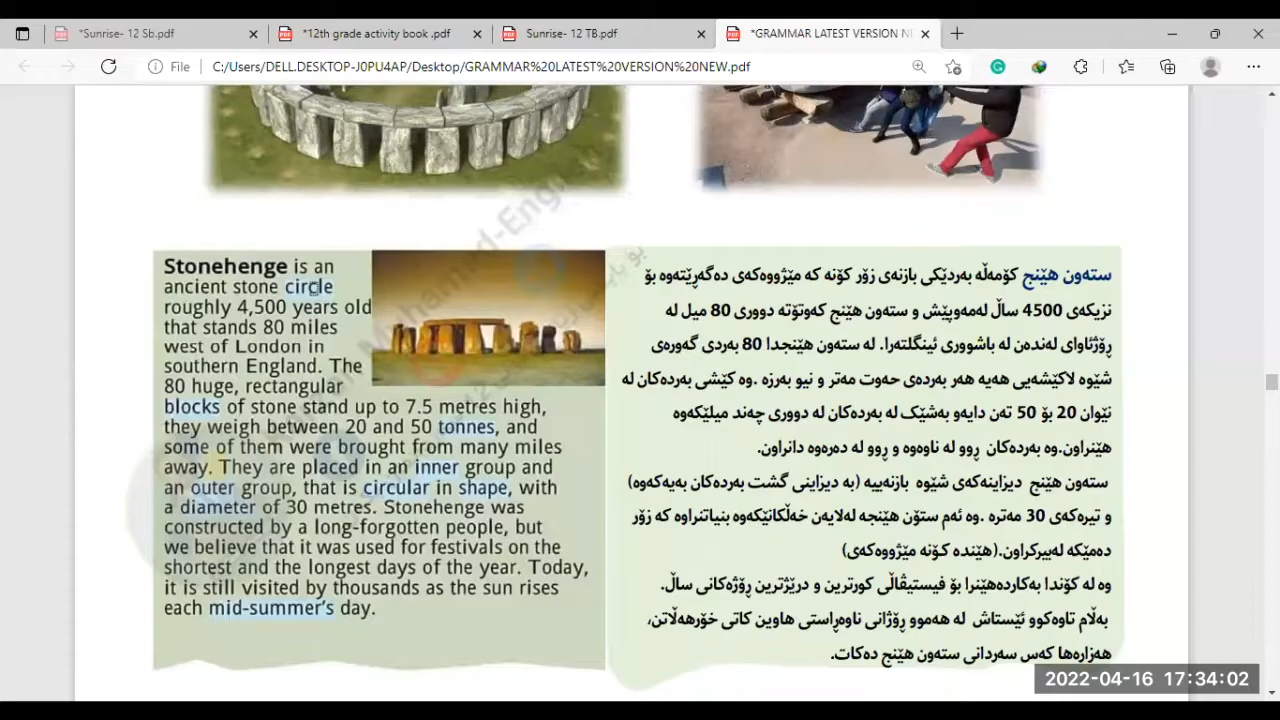 *Sunrise- 12 Sb.pdf
*12th grade activity book .pdf
Sunrise- 12 TB.pdf
*GRAMMAR LATEST VERSION NE
File
C:/Users/DELL.DESKTOP-J0PU4AP/Desktop/GRAMMAR%20LATEST%20VERSION%20NEW.pdf
Stonehenge is an
ancient stone circle
roughly 4,500 years old
that stands 80 miles
west of London in
southern England. The
80 huge, rectangular
blocks of stone stand up to 7.5 metres high,
they weigh between 20 and 50 tonnes, and
some of them were brought from many miles
away. They are placed in an inner group and
an outer group, that is circular in shape, with
a diameter of 30 metres. Stonehenge was
constructed by a long-forgotten people, but
we believe that it was used for festivals on the
shortest and the longest days of the year. Today,
it is still visited by thousands as the sun rises
each mid-summer's day.
ستەون هێنج کۆمەڵە بەردێکی بازنەی زۆر کۆنە کە مێژووەکەی دەگەرێتەوە بۆ
نزیکەی 4500 ساڵ لەمەوپێش و ستەون هێنج کەوتۆتە دووری 80 میل لە
ڕۆژئاوای لەندەن لە باشووری ئینگلتەرا. لە ستەون هێنجدا 80 بەردی گەورەی
شێوە لاکێشەیی هەیە هەر بەردەی حەوت مەتر و نیو بەرزە .وە کێشی بەردەکان لە
نێوان 20 بۆ 50 تەن دایەو بەشێک لە بەردەکان لە دووری چەند میلێکەوە
هێنراون.وە بەردەکان ڕوو لە ناوەوە و ڕوو لە دەرەوە دانراون.
ستەون هێنج دیزاینەکەی شێوە بازنەییە (بە دیزاینی گشت بەردەکان بەیەکەوە)
و تیرەکەی 30 مەترە .وە ئەم ستۆن هێنجە لەلایەن خەڵکانێکەوە بنیاتنراوە کە زۆر
دەمێکە لەبیرکراون.(هێندە کۆنە مێژووەکەی)
وە لە کۆندا بەکاردەهێنرا بۆ فیستیڤاڵی کورترین و درێژترین ڕۆژەکانی ساڵ.
بەڵام تاوەکوو ئێستاش لە هەموو ڕۆژانی ناوەڕاستی هاوین کاتی خۆرهەڵاتن،
هەزارەها کەس سەردانی ستەون هێنج دەکات.
2022-04-16 17:34:02